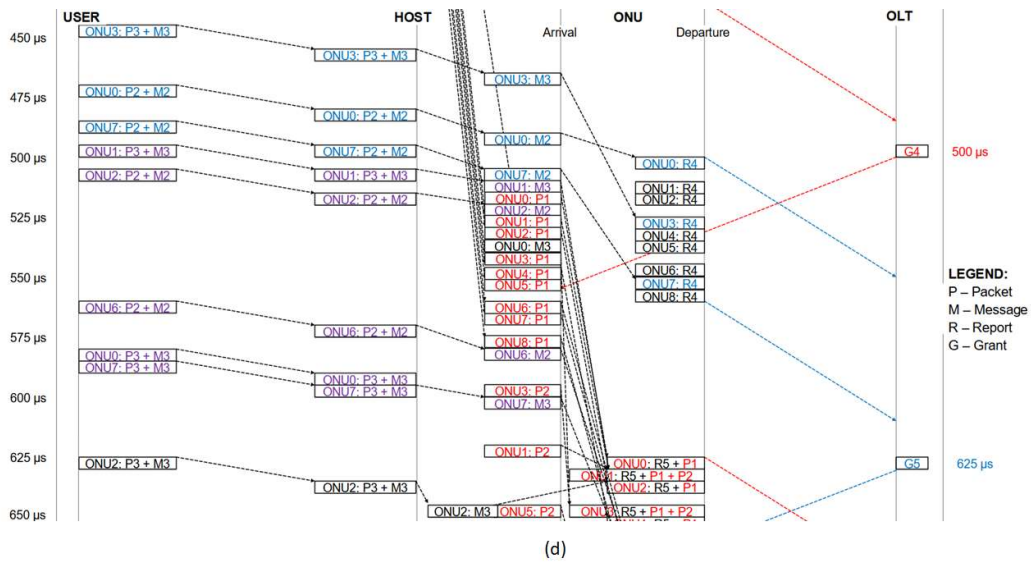 USER HOST ONU OLT
Arrival Departure
450 µs
475 µs
500 µs
525 µs
550 µs
575 µs
600 µs
625 µs
650 µs
ONU3: P3 + M3
ONU0: P2 + M2
ONU7: P2 + M2
ONU1: P3 + M3
ONU2: P2 + M2
ONU6: P2 + M2
ONU0: P3 + M3
ONU7: P3 + M3
ONU2: P3 + M3
ONU3: P3 + M3
ONU0: P2 + M2
ONU7: P2 + M2
ONU1: P3 + M3
ONU2: P2 + M2
ONU6: P2 + M2
ONU0: P3 + M3
ONU7: P3 + M3
ONU2: P3 + M3
ONU3: M3
ONU0: M2
ONU7: M2
ONU1: M3
ONU0: P1
ONU2: M2
ONU1: P1
ONU2: P1
ONU0: M3
ONU3: P1
ONU4: P1
ONU5: P1
ONU6: P1
ONU7: P1
ONU8: P1
ONU6: M2
ONU3: P2
ONU7: M3
ONU1: P2
ONU2: M3 ONU5: P2
ONU0: R4
ONU1: R4
ONU2: R4
ONU3: R4
ONU4: R4
ONU5: R4
ONU6: R4
ONU7: R4
ONU8: R4
ONU0: R5 + P1
: R5 + P1 + P2
ONU2: R5 + P1
ONU3: R5 + P1 + P2
G4 500 µs
G5 625 µs
LEGEND:
P – Packet
M – Message
R – Report
G – Grant
(d)